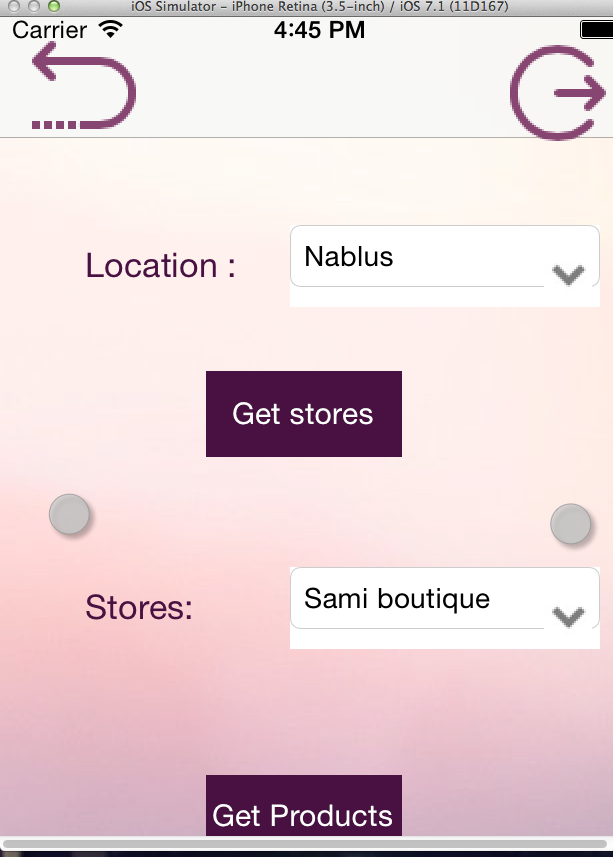 iOS Simulator – iPhone Retina (3.5-inch) / iOS 7.1 (11D167)
Carrier 4:45 PM
Location : Nablus
Get stores
Stores: Sami boutique
Get Products